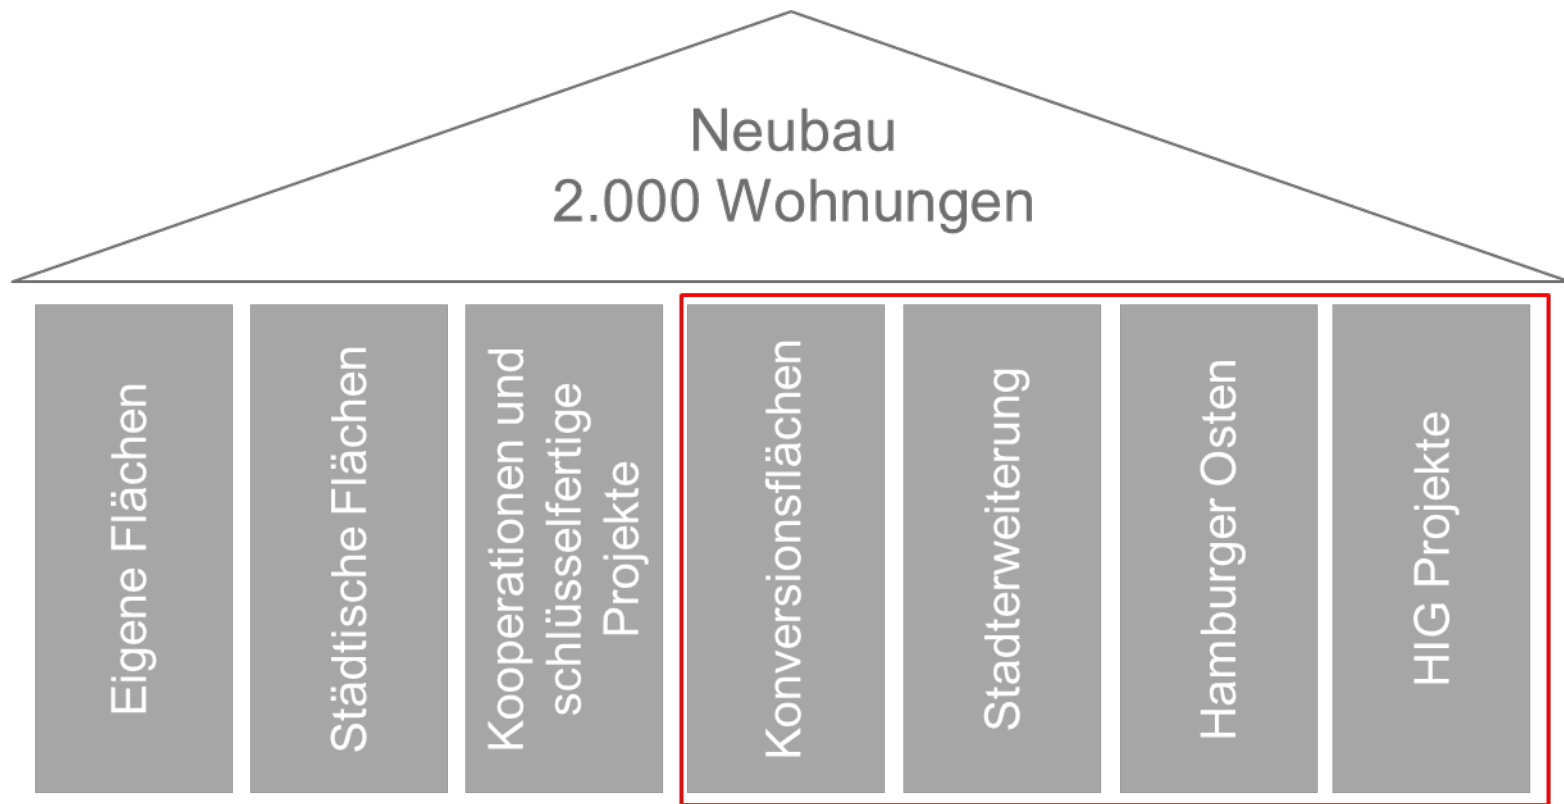 Neubau
2.000 Wohnungen
Eigene Flächen
Städtische Flächen
Kooperationen und
schlüsselfertige
Projekte
Konversionsflächen
Stadterweiterung
Hamburger Osten
HIG Projekte